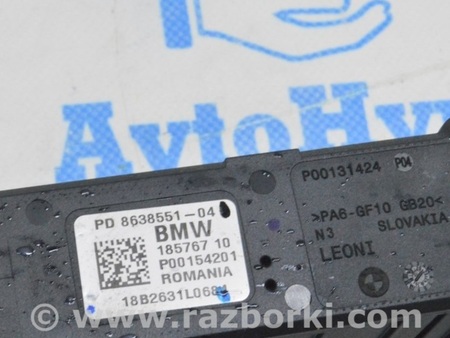 AvtoHy
PD 8638551-04
BMW
185767 10
P00154201
ROMANIA
18B2631L068
P00131424 P04
>PA6-GF10 GB20<
N3 SLOVAKIA
LEONI
www.razborki.com